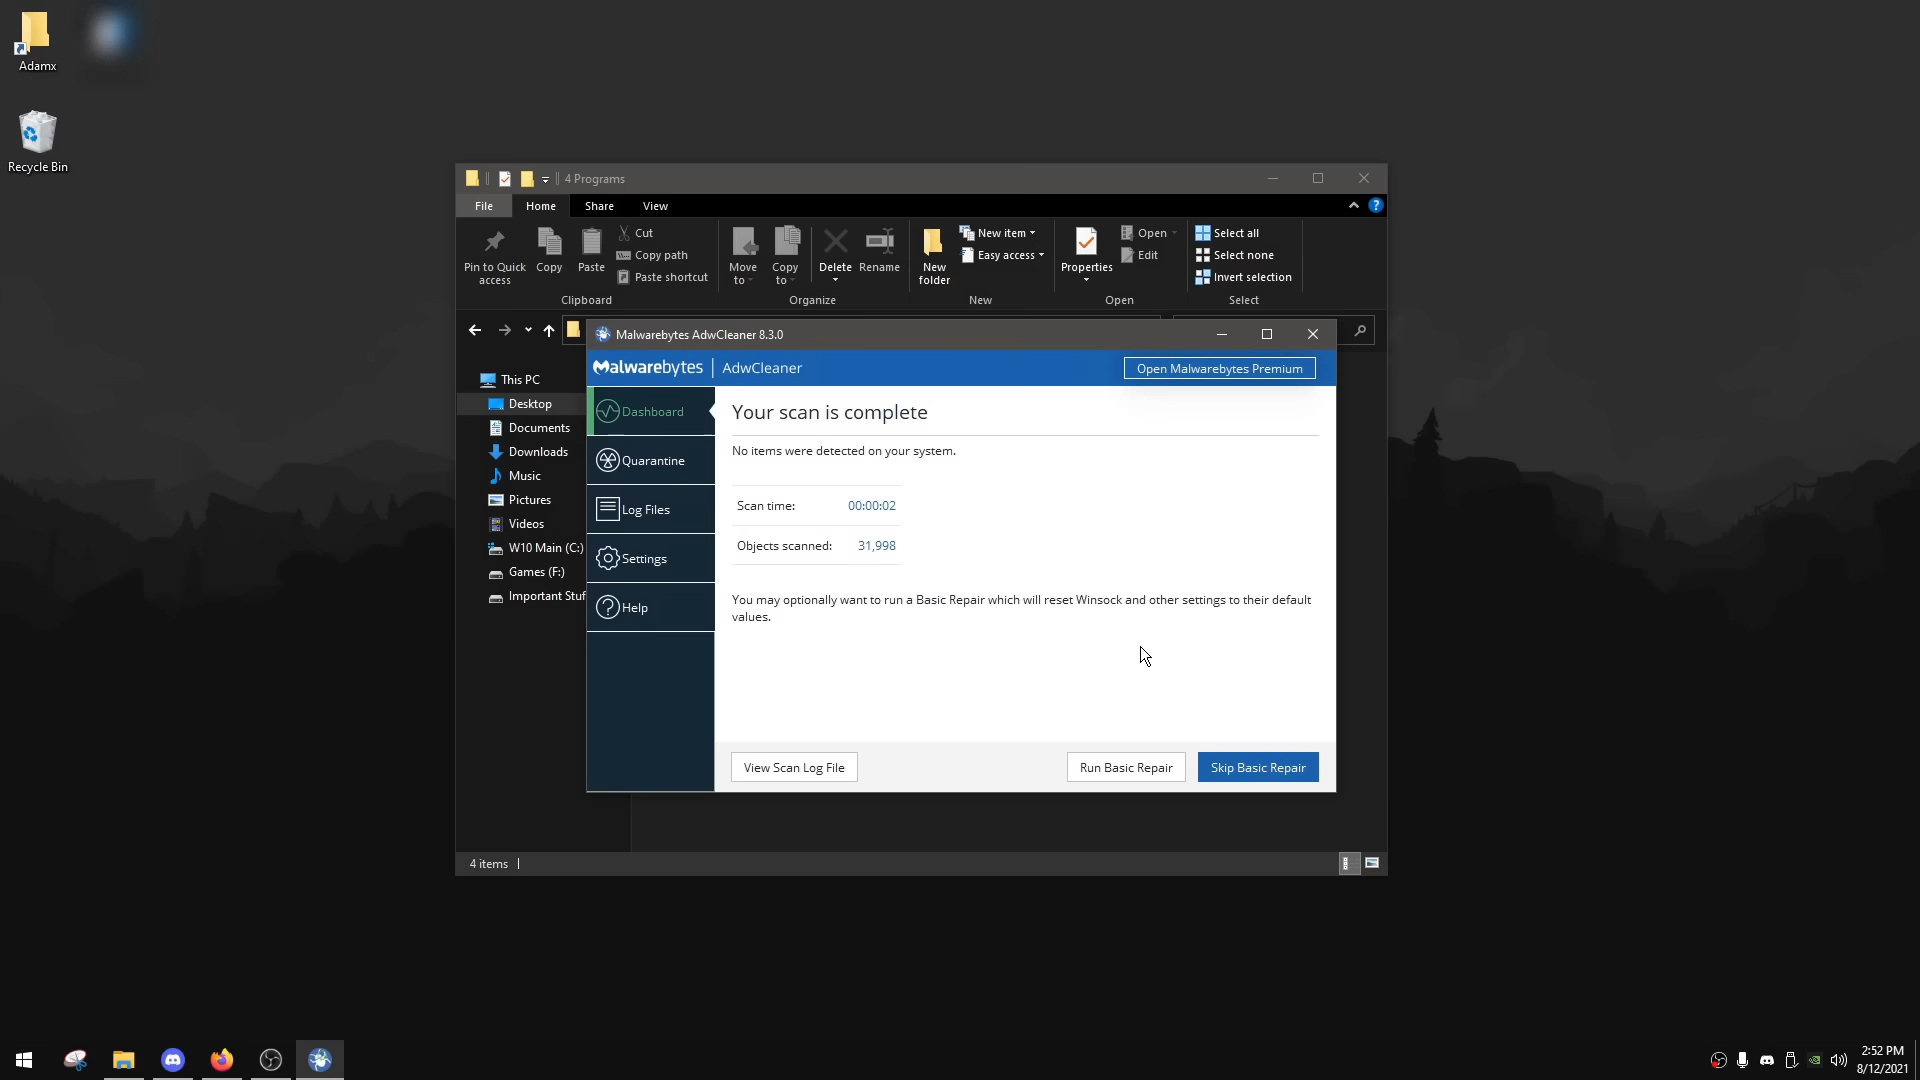 Adamx
Recycle Bin
4 Programs
File
Home
Share
View
?
Pin to Quick
access
Copy
Paste
Cut
Copy path
Paste shortcut
Clipboard
Move
to
Copy
to
Delete
Rename
Organize
New
folder
New item
Easy access
New
Properties
Open
Edit
Open
Select all
Select none
Invert selection
Select
This PC
Desktop
Documents
Downloads
Music
Pictures
Videos
W10 Main (C:)
Games (F:)
Important Stuf
4 items
Malwarebytes AdwCleaner 8.3.0
Malwarebytes | AdwCleaner
Open Malwarebytes Premium
Dashboard
Quarantine
Log Files
Settings
Help
Your scan is complete
No items were detected on your system.
Scan time: 00:00:02
Objects scanned: 31,998
You may optionally want to run a Basic Repair which will reset Winsock and other settings to their default
values.
View Scan Log File
Run Basic Repair
Skip Basic Repair
2:52 PM
8/12/2021